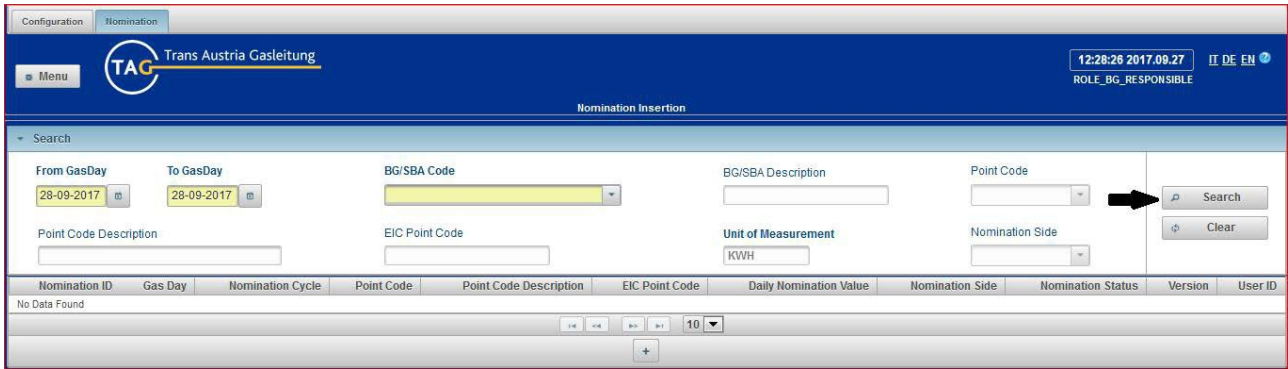 Configuration Nomination
Menu
TAG Trans Austria Gasleitung
12:28:26 2017.09.27 IT DE EN ?
ROLE_BG_RESPONSIBLE
Nomination Insertion
Search
From GasDay To GasDay BG/SBA Code BG/SBA Description Point Code
28-09-2017 28-09-2017
Search
Clear
Point Code Description EIC Point Code Unit of Measurement Nomination Side
KWH
Nomination ID Gas Day Nomination Cycle Point Code Point Code Description EIC Point Code Daily Nomination Value Nomination Side Nomination Status Version User ID
No Data Found
10
+